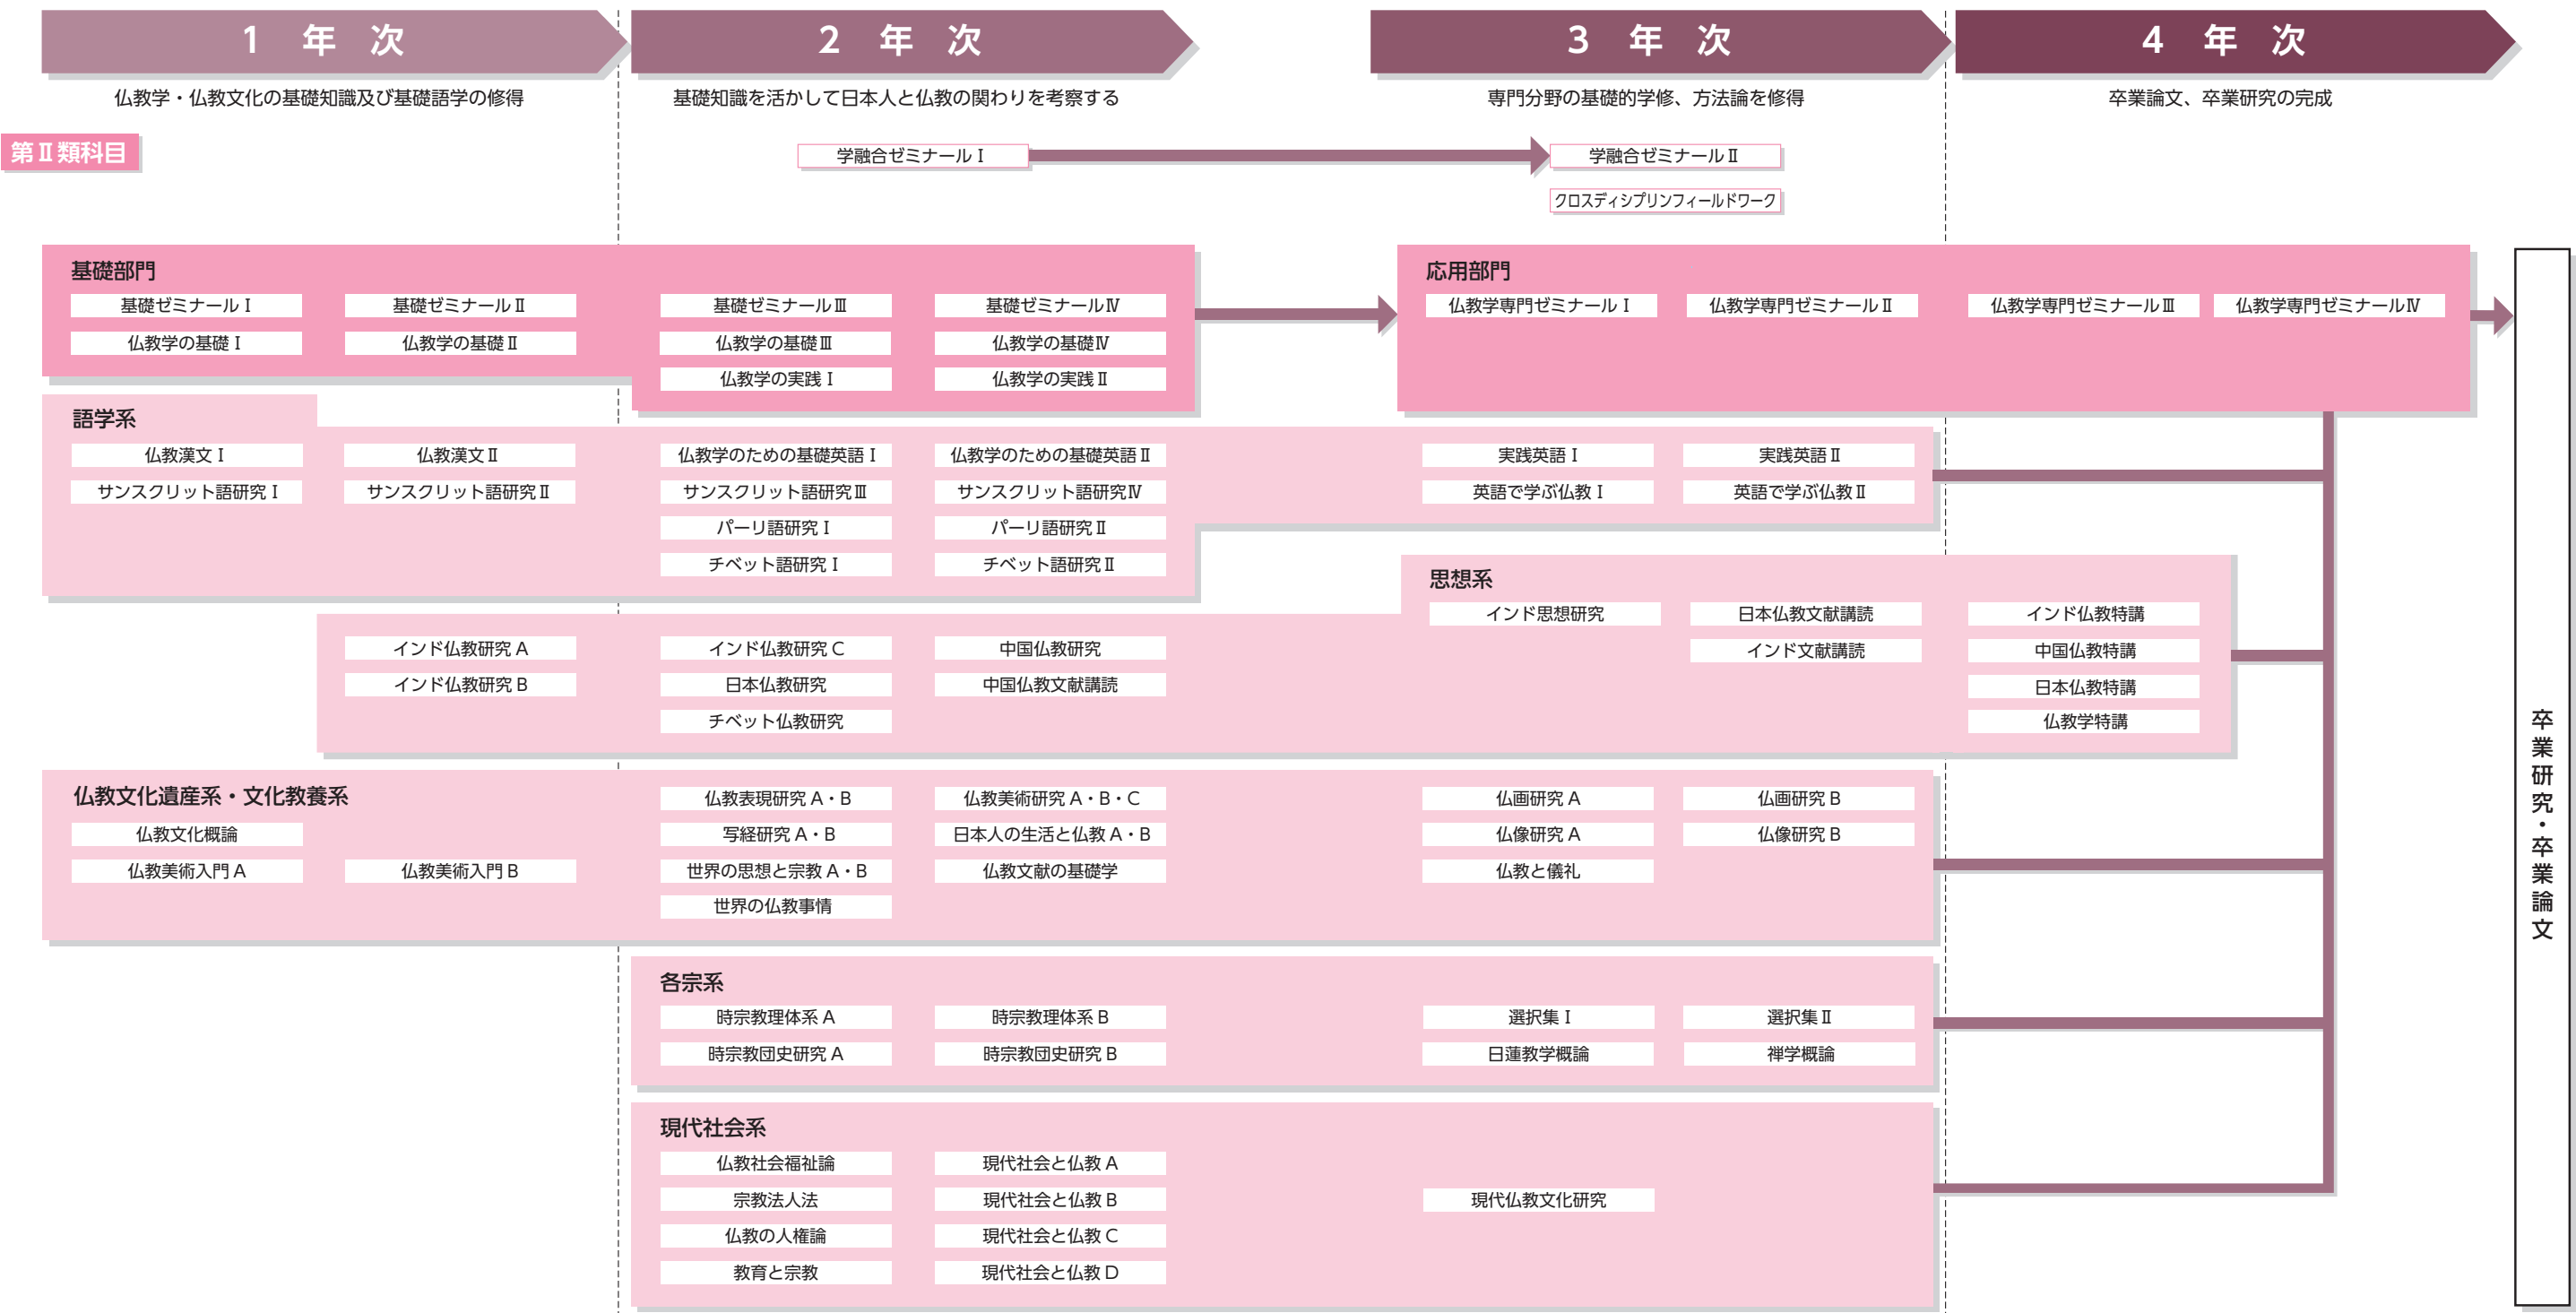 1 年 次
2 年 次
3 年 次
4 年 次
仏教学・仏教文化の基礎知識及び基礎語学の修得
基礎知識を活かして日本人と仏教の関わりを考察する
専門分野の基礎的学修、方法論を修得
卒業論文、卒業研究の完成
第Ⅱ類科目
学融合ゼミナールⅠ
学融合ゼミナールⅡ
クロスディシプリンフィールドワーク
基礎部門
基礎ゼミナールⅠ
基礎ゼミナールⅡ
基礎ゼミナールⅢ
基礎ゼミナールⅣ
仏教学の基礎Ⅰ
仏教学の基礎Ⅱ
仏教学の基礎Ⅲ
仏教学の基礎Ⅳ
仏教学の実践Ⅰ
仏教学の実践Ⅱ
応用部門
仏教学専門ゼミナールⅠ
仏教学専門ゼミナールⅡ
仏教学専門ゼミナールⅢ
仏教学専門ゼミナールⅣ
語学系
仏教漢文Ⅰ
仏教漢文Ⅱ
仏教学のための基礎英語Ⅰ
仏教学のための基礎英語Ⅱ
実践英語Ⅰ
実践英語Ⅱ
サンスクリット語研究Ⅰ
サンスクリット語研究Ⅱ
サンスクリット語研究Ⅲ
サンスクリット語研究Ⅳ
英語で学ぶ仏教Ⅰ
英語で学ぶ仏教Ⅱ
パーリ語研究Ⅰ
パーリ語研究Ⅱ
チベット語研究Ⅰ
チベット語研究Ⅱ
思想系
インド思想研究
日本仏教文献講読
インド仏教特講
インド仏教研究 A
インド仏教研究 C
中国仏教研究
インド文献講読
中国仏教特講
インド仏教研究 B
日本仏教研究
中国仏教文献講読
日本仏教特講
チベット仏教研究
仏教学特講
仏教文化遺産系・文化教養系
仏教表現研究 A・B
仏教美術研究 A・B・C
仏画研究 A
仏画研究 B
仏教文化概論
写経研究 A・B
日本人の生活と仏教 A・B
仏像研究 A
仏像研究 B
仏教美術入門 A
仏教美術入門 B
世界の思想と宗教 A・B
仏教文献の基礎学
仏教と儀礼
世界の仏教事情
各宗系
時宗教理体系 A
時宗教理体系 B
選択集Ⅰ
選択集Ⅱ
時宗教団史研究 A
時宗教団史研究 B
日蓮教学概論
禅学概論
現代社会系
仏教社会福祉論
現代社会と仏教 A
宗教法人法
現代社会と仏教 B
現代仏教文化研究
仏教の人権論
現代社会と仏教 C
教育と宗教
現代社会と仏教 D
卒業研究・卒業論文